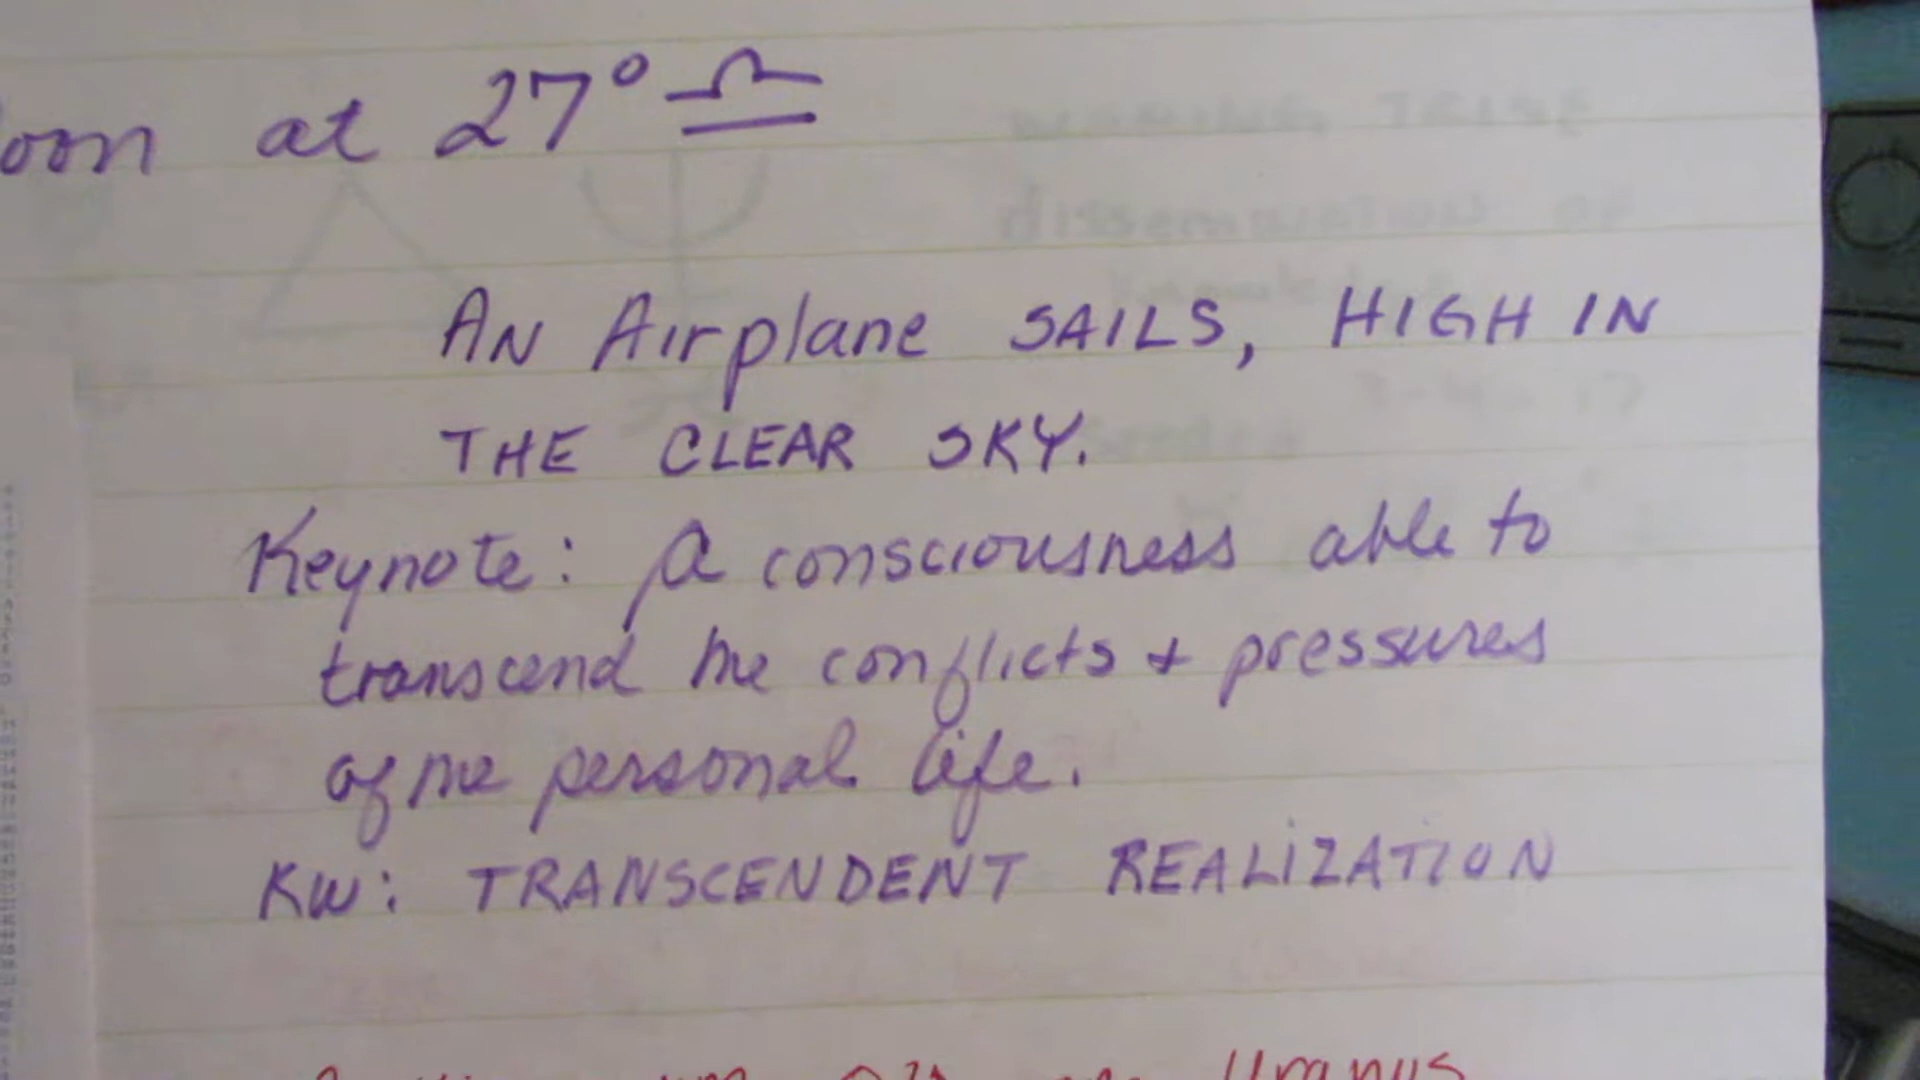 oon at 27° ♎
AN Airplane SAILS, HIGH IN
THE CLEAR SKY.
Keynote: A consciousness able to
transcend the conflicts + pressures
of the personal life.
KW: TRANSCENDENT REALIZATION
Uranus